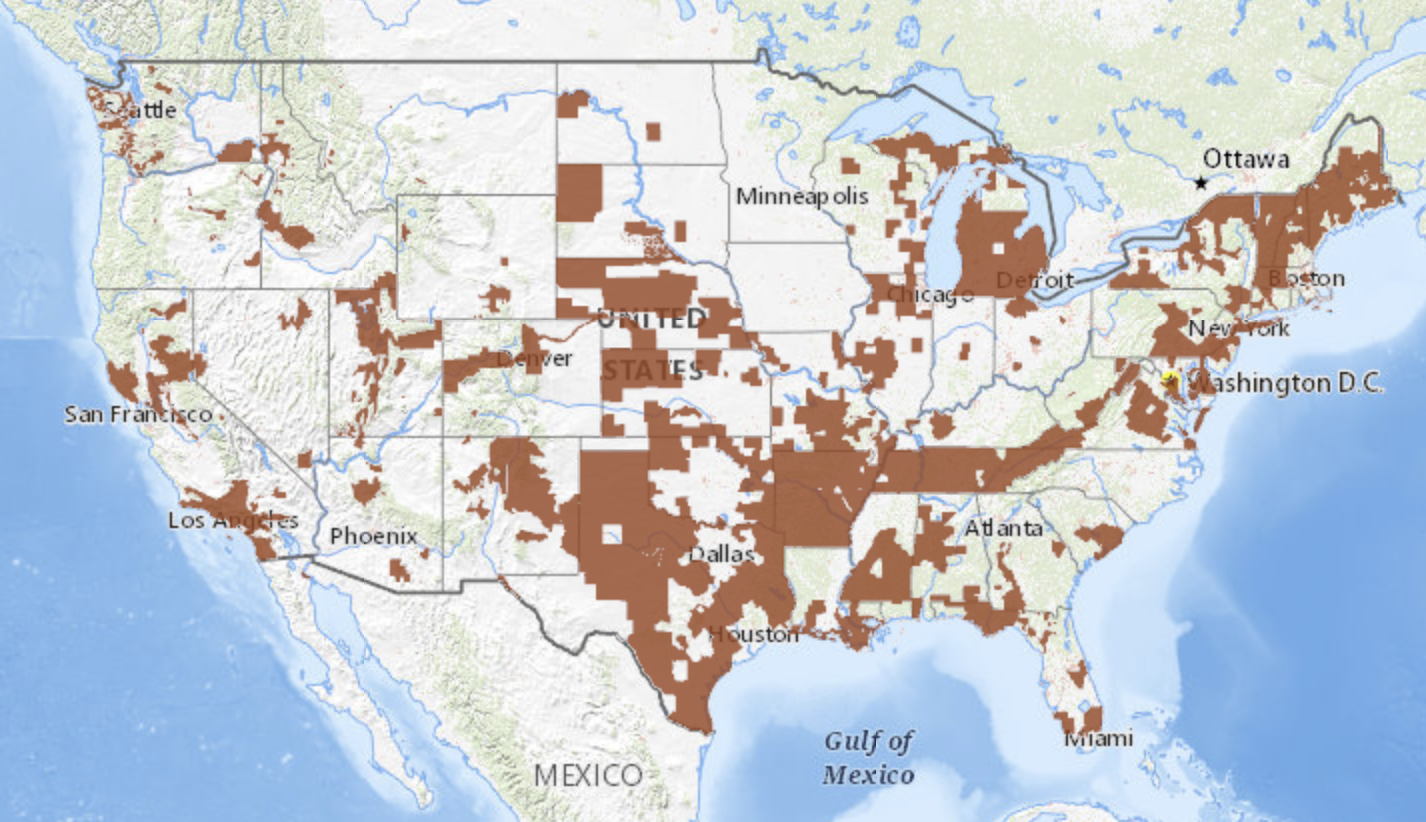 Seattle
Ottawa
Minneapolis
Boston
Detroit
Chicago
UNITED
New York
Denver
STATES
Washington D.C.
San Francisco
Los Angeles
Atlanta
Phoenix
Dallas
Houston
Miami
Gulf of
Mexico
MEXICO